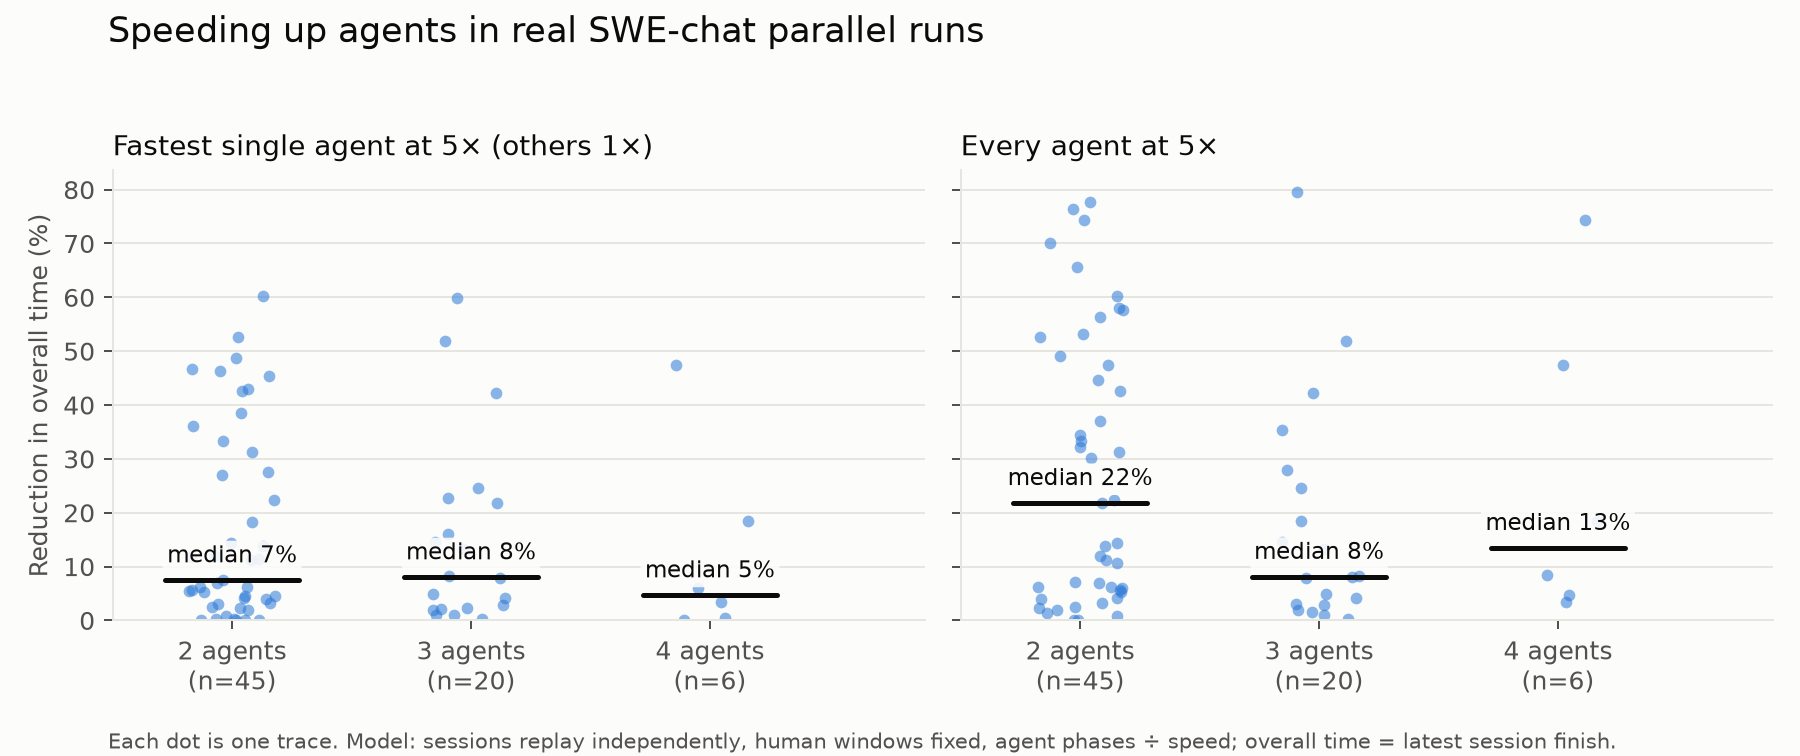 Speeding up agents in real SWE-chat parallel runs
Fastest single agent at 5× (others 1×)
Every agent at 5×
Reduction in overall time (%)
80
70
60
50
40
30
20
10
0
median 7%
median 8%
median 5%
median 22%
median 8%
median 13%
2 agents
(n=45)
3 agents
(n=20)
4 agents
(n=6)
2 agents
(n=45)
3 agents
(n=20)
4 agents
(n=6)
Each dot is one trace. Model: sessions replay independently, human windows fixed, agent phases ÷ speed; overall time = latest session finish.